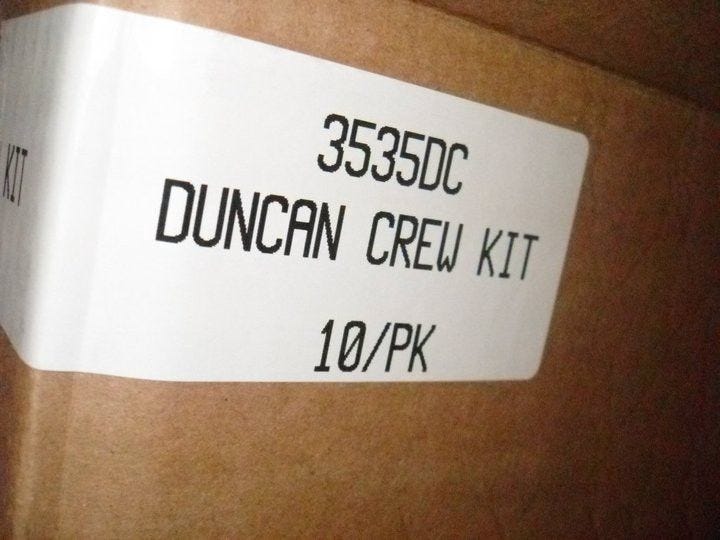 3535DC
DUNCAN CREW KIT
10/PK
KIT